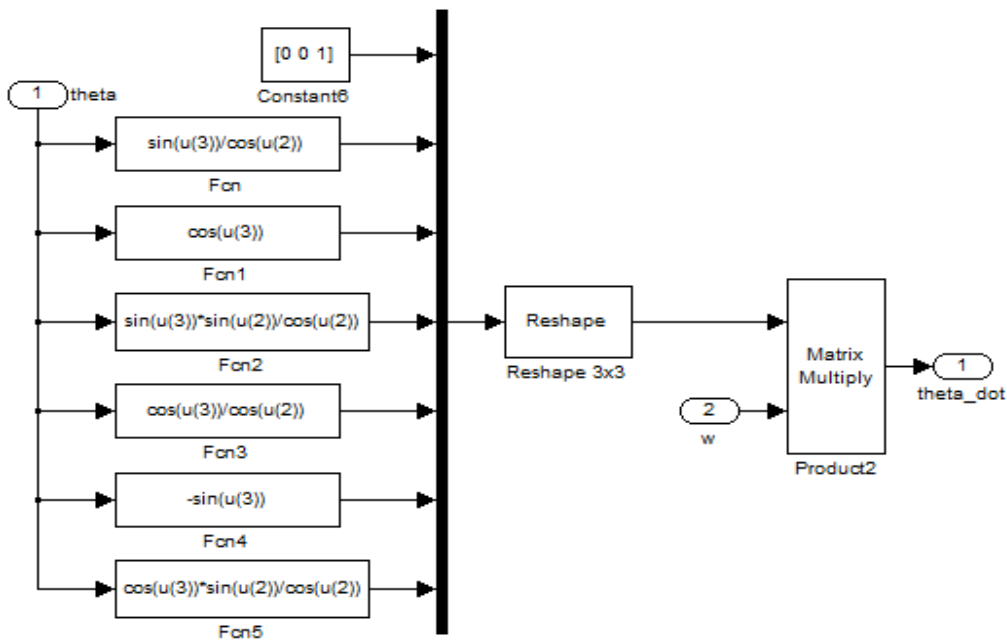 [0 0 1]
Constant6
1
theta
sin(u(3))/cos(u(2))
Fcn
cos(u(3))
Fcn1
sin(u(3))*sin(u(2))/cos(u(2))
Fcn2
cos(u(3))/cos(u(2))
Fcn3
-sin(u(3))
Fcn4
cos(u(3))*sin(u(2))/cos(u(2))
Fcn5
Reshape
Reshape 3x3
2
w
Matrix
Multiply
Product2
1
theta_dot